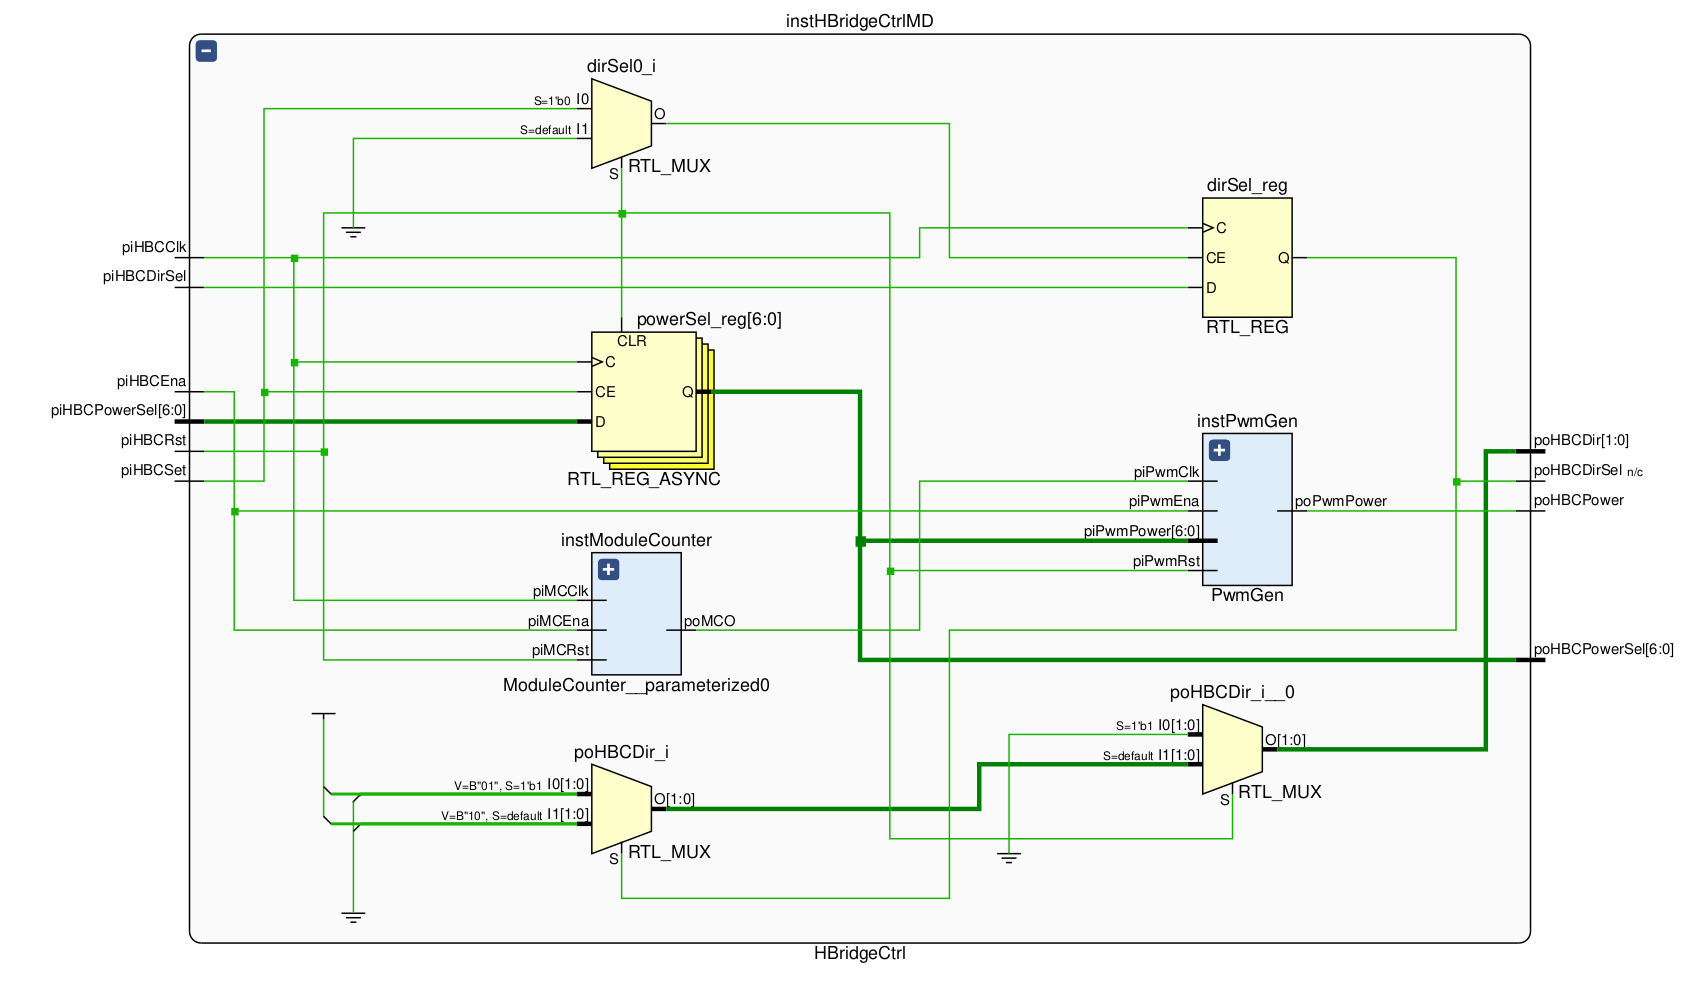 instHBridgeCtrlMD
dirSel0_i
S=1'b0 I0
S=default I1
O
S
RTL_MUX
dirSel_reg
C
CE
D
Q
RTL_REG
piHBCClk
piHBCDirSel
piHBCEna
piHBCPowerSel[6:0]
piHBCRst
piHBCSet
powerSel_reg[6:0]
CLR
C
CE
D
Q
RTL_REG_ASYNC
instPwmGen
piPwmClk
piPwmEna
piPwmPower[6:0]
piPwmRst
poPwmPower
PwmGen
poHBCDir[1:0]
poHBCDirSel n/c
poHBCPower
poHBCPowerSel[6:0]
instModuleCounter
piMCClk
piMCEna
piMCRst
poMCO
ModuleCounter__parameterized0
poHBCDir_i
V=B"01", S=1'b1 I0[1:0]
V=B"10", S=default I1[1:0]
O[1:0]
S
RTL_MUX
poHBCDir_i__0
S=1'b1 I0[1:0]
S=default I1[1:0]
O[1:0]
S
RTL_MUX
HBridgeCtrl